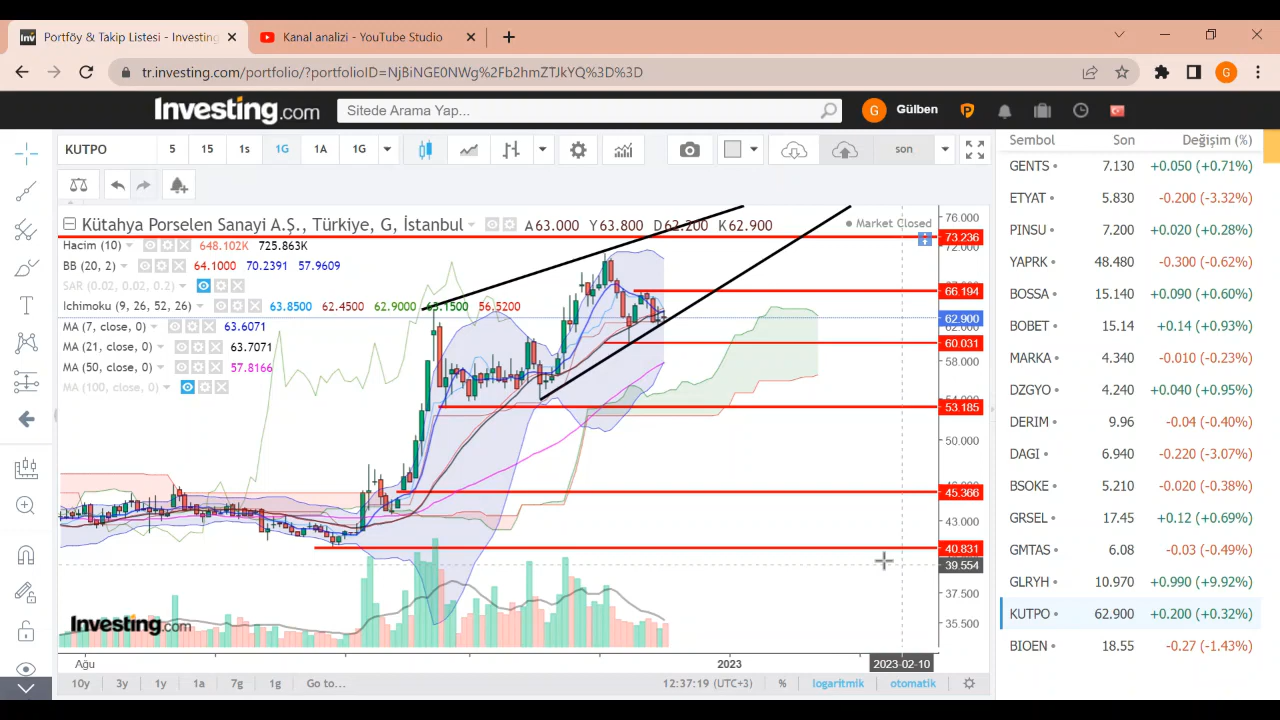 Portföy & Takip Listesi - Investing
Kanal analizi - YouTube Studio
tr.investing.com/portfolio/?portfolioID=NjBiNGE0NWg%2Fb2hmZTJkYQ%3D%3D
G
Investing.com
Sitede Arama Yap...
G Gülben
KUTPO 5 15 1s 1G 1A 1G son
Kütahya Porselen Sanayi A.Ş., Türkiye, G, İstanbul A63.000 Y63.800 D62.200 K62.900
Market Closed
Hacim (10) 648.102K 725.863K
BB (20, 2) 64.1000 70.2391 57.9609
SAR (0.02, 0.02, 0.2)
Ichimoku (9, 26, 52, 26) 63.8500 62.4500 62.9000 63.1500 56.5200
MA (7, close, 0) 63.6071
MA (21, close, 0) 63.7071
MA (50, close, 0) 57.8166
MA (100, close, 0)
76.000
73.236
72.000
66.194
62.900
62.000
60.031
58.000
53.185
50.000
45.366
43.000
40.831
39.554
37.500
35.500
Investing.com
Ağu 2023 2023-02-10
10y 3y 1y 1a 7g 1g Go to... 12:37:19 (UTC+3) % logaritmik otomatik
Sembol Son Değişim (%)
GENTS 7.130 +0.050 (+0.71%)
ETYAT 5.830 -0.200 (-3.32%)
PINSU 7.200 +0.020 (+0.28%)
YAPRK 48.480 -0.300 (-0.62%)
BOSSA 15.140 +0.090 (+0.60%)
BOBET 15.14 +0.14 (+0.93%)
MARKA 4.340 -0.010 (-0.23%)
DZGYO 4.240 +0.040 (+0.95%)
DERIM 9.96 -0.04 (-0.40%)
DAGI 6.940 -0.220 (-3.07%)
BSOKE 5.210 -0.020 (-0.38%)
GRSEL 17.45 +0.12 (+0.69%)
GMTAS 6.08 -0.03 (-0.49%)
GLRYH 10.970 +0.990 (+9.92%)
KUTPO 62.900 +0.200 (+0.32%)
BIOEN 18.55 -0.27 (-1.43%)